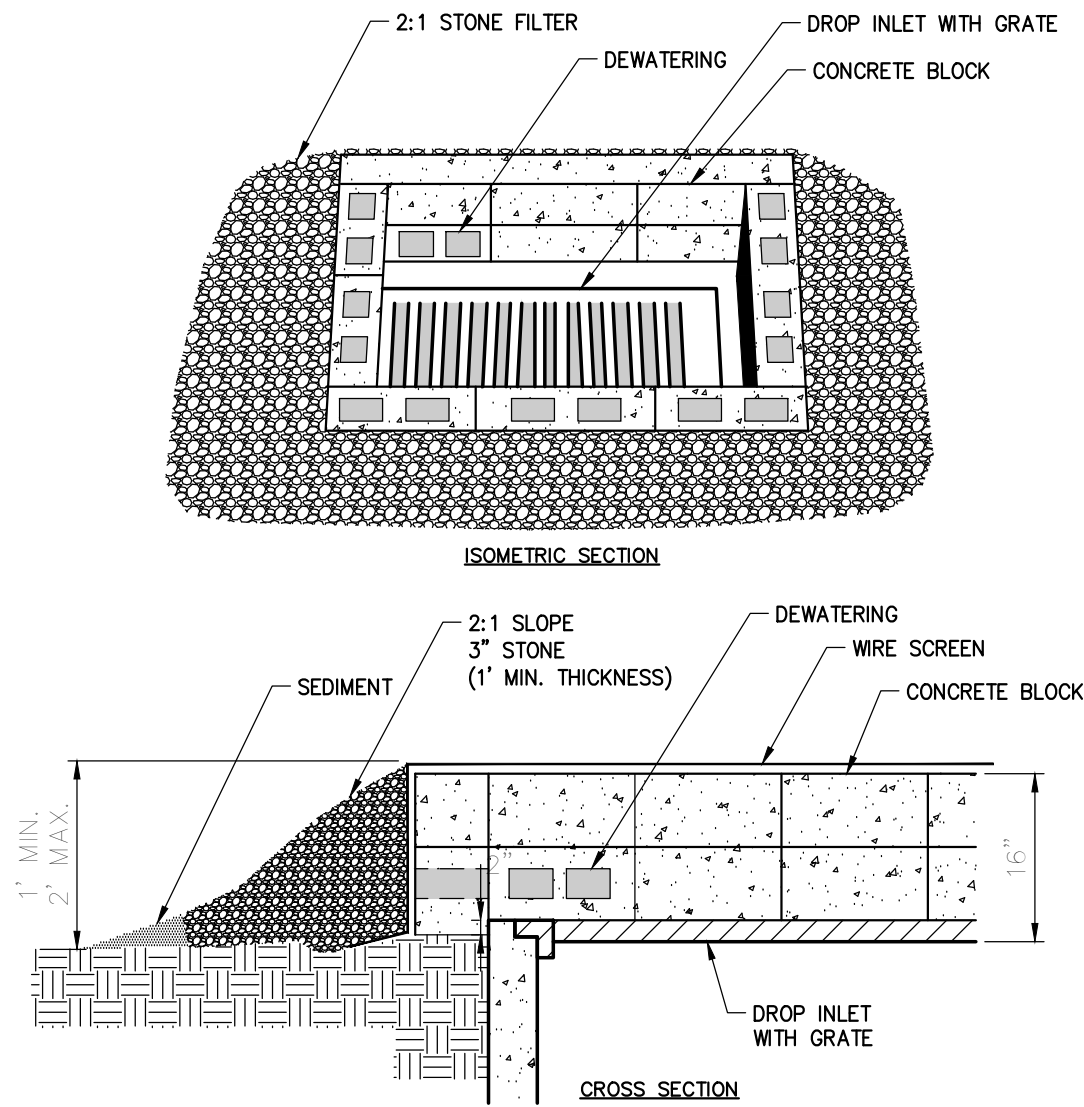 2:1 STONE FILTER
DROP INLET WITH GRATE
DEWATERING
CONCRETE BLOCK
ISOMETRIC SECTION
2:1 SLOPE
3" STONE
(1' MIN. THICKNESS)
DEWATERING
WIRE SCREEN
SEDIMENT
CONCRETE BLOCK
1' MIN.
2' MAX.
2"
16"
DROP INLET
WITH GRATE
CROSS SECTION